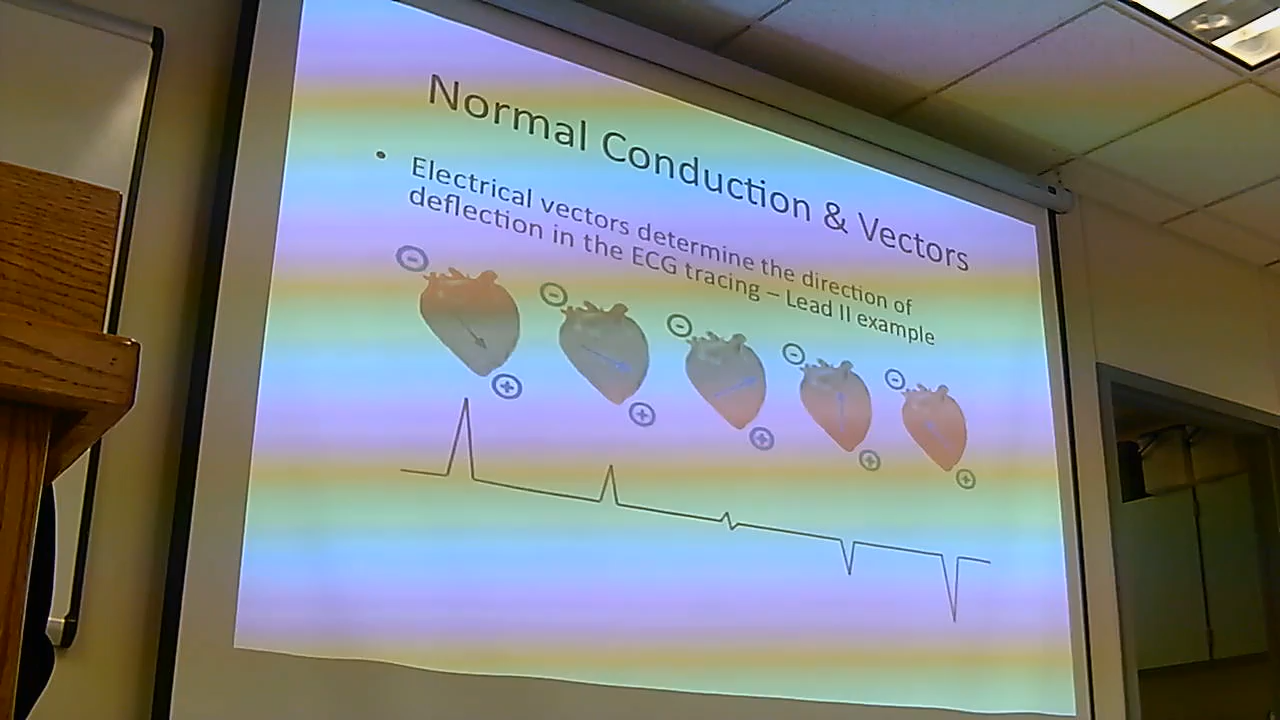 Normal Conduction & Vectors
• Electrical vectors determine the direction of
deflection in the ECG tracing – Lead II example